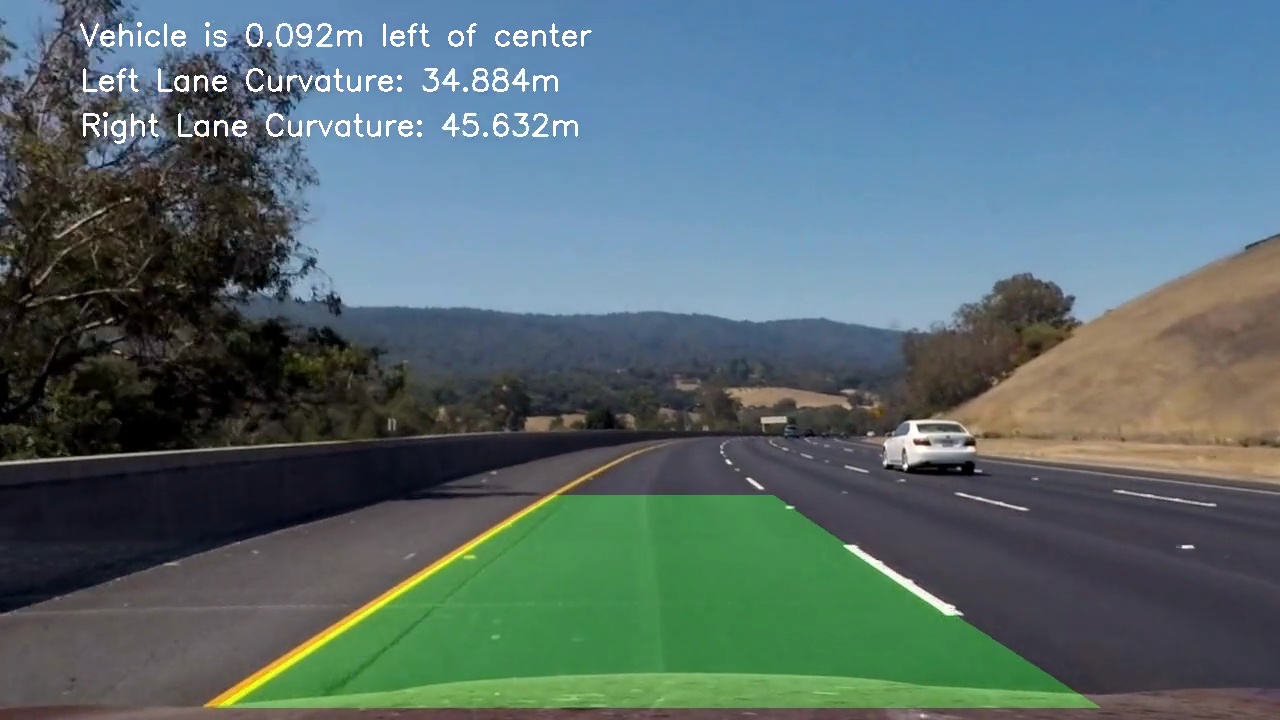 Vehicle is 0.092m left of center
Left Lane Curvature: 34.884m
Right Lane Curvature: 45.632m